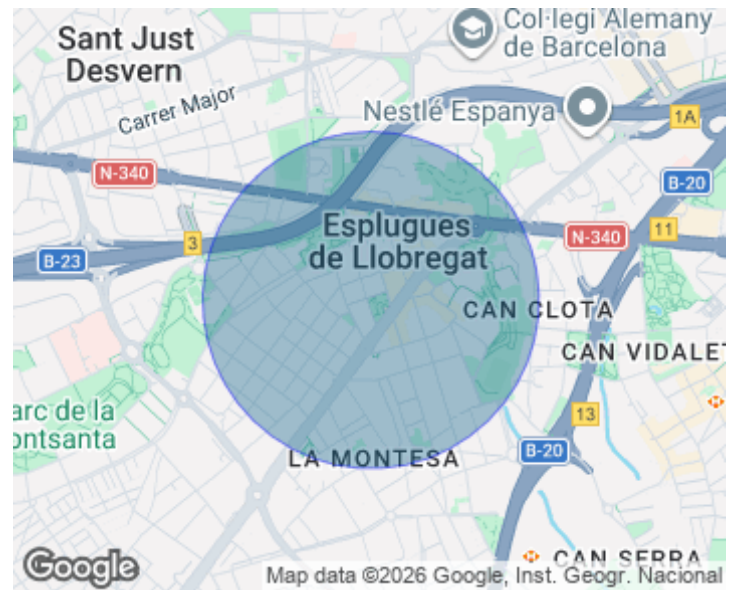 Col·legi Alemany
de Barcelona
Sant Just
Desvern
Carrer Major
Nestlé Espanya
1A
N-340
B-20
Esplugues
de Llobregat
11
N-340
3
B-23
CAN CLOTA
CAN VIDALET
arc de la
ontsanta
13
LA MONTESA
B-20
CAN SERRA
Google
Map data ©2026 Google, Inst. Geogr. Nacional